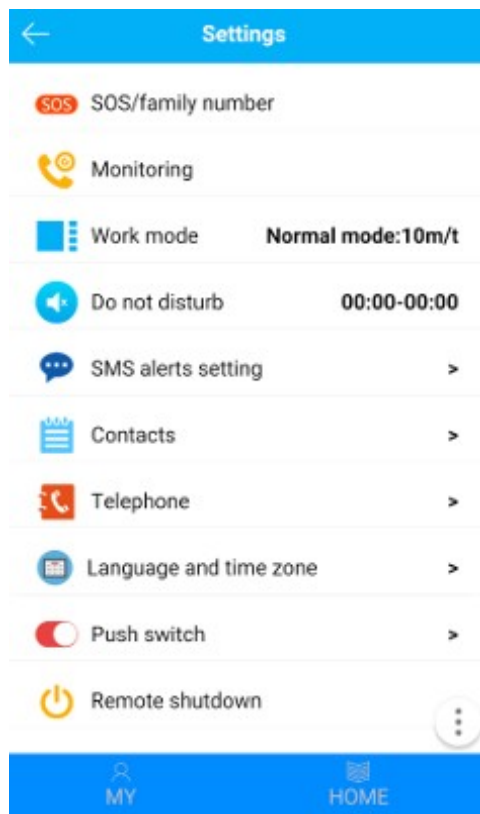 Settings
SOS SOS/family number
Monitoring
Work mode Normal mode:10m/t
Do not disturb 00:00-00:00
SMS alerts setting >
Contacts >
Telephone >
Language and time zone >
Push switch >
Remote shutdown
MY HOME